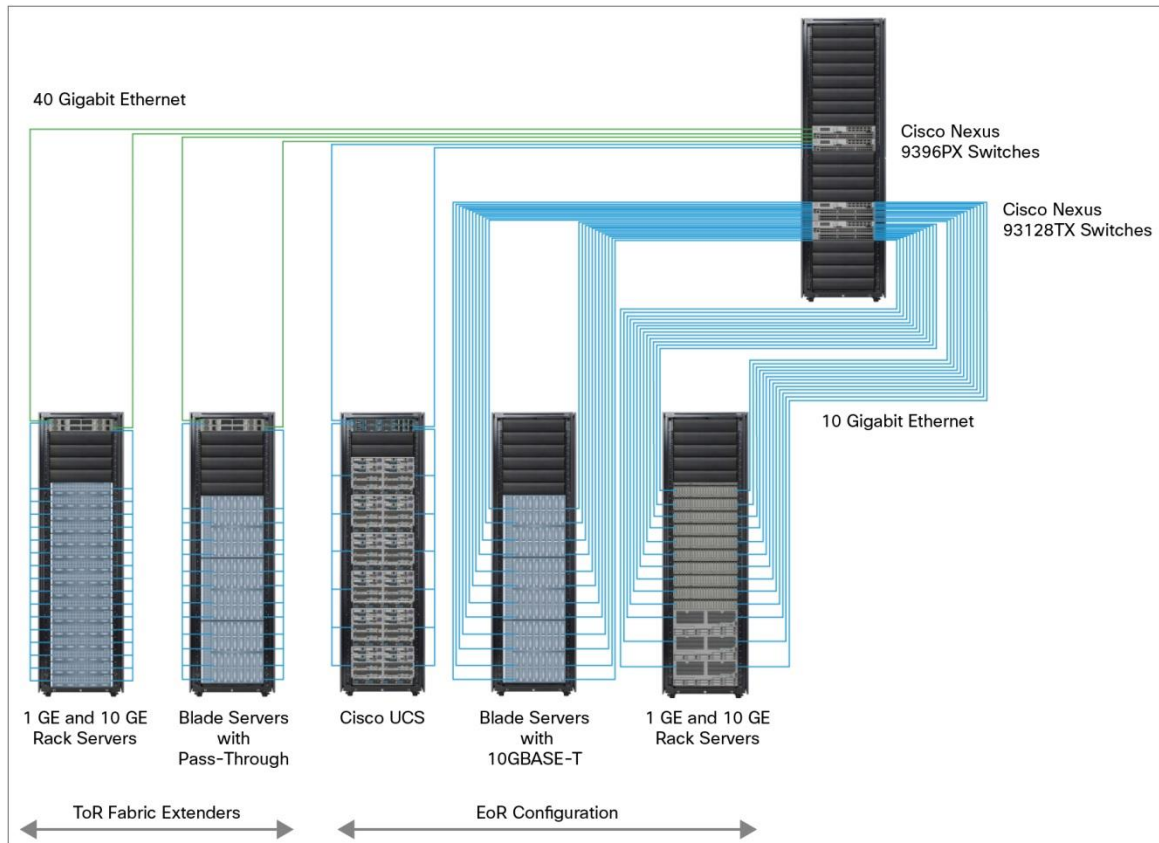 40 Gigabit Ethernet
Cisco Nexus
9396PX Switches
Cisco Nexus
93128TX Switches
10 Gigabit Ethernet
1 GE and 10 GE
Rack Servers
Blade Servers
with
Pass-Through
Cisco UCS
Blade Servers
with
10GBASE-T
1 GE and 10 GE
Rack Servers
ToR Fabric Extenders
EoR Configuration